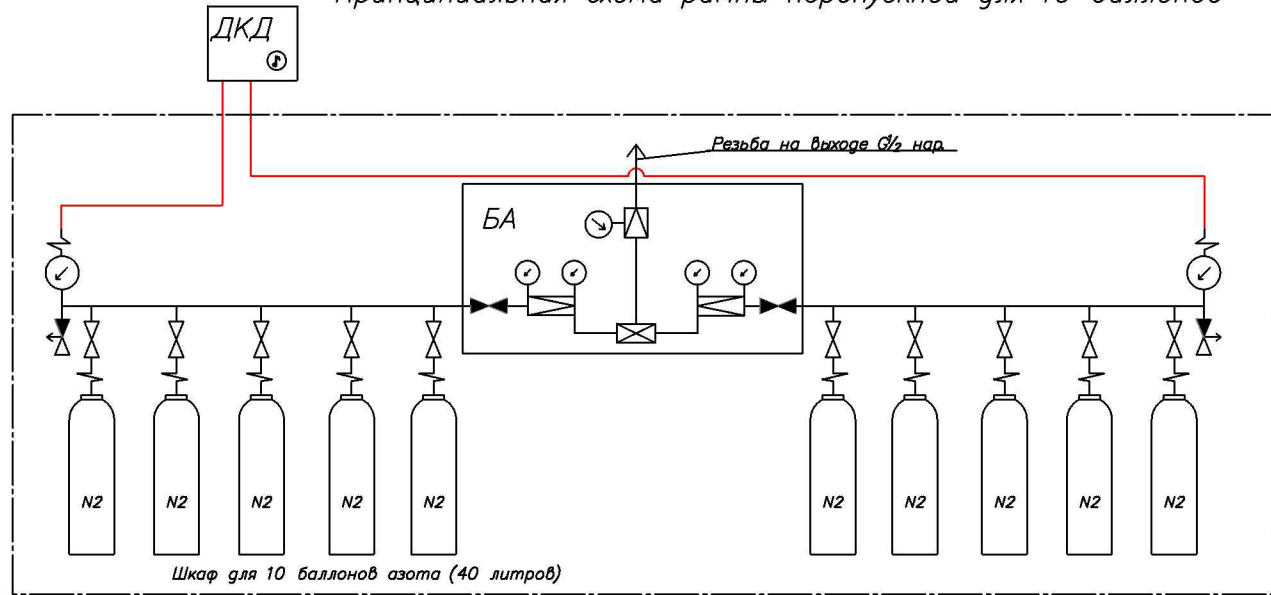 Принципиальная схема рампы перепускной для 10 баллонов
ДКД
Резьба на выходе G½ нар.
БА
N2 N2 N2 N2 N2 N2 N2 N2 N2 N2
Шкаф для 10 баллонов азота (40 литров)